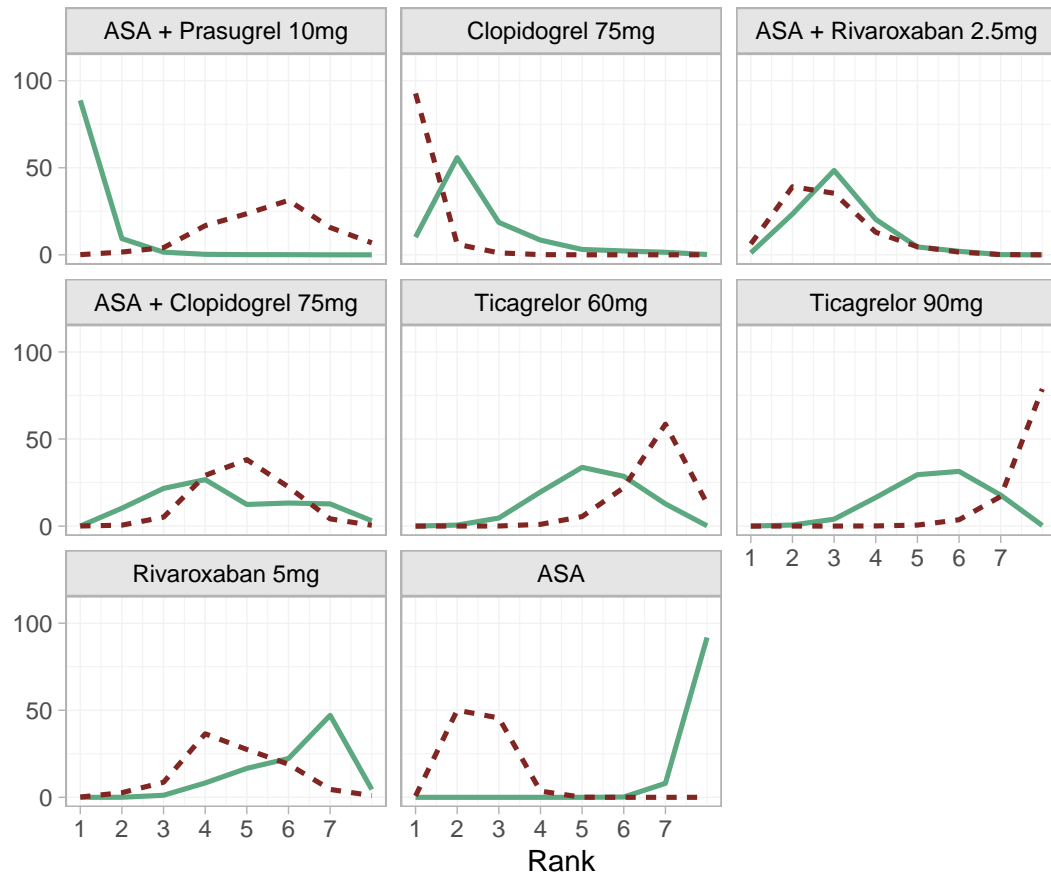 ASA + Prasugrel 10mg
Clopidogrel 75mg
ASA + Rivaroxaban 2.5mg
100
50
0
ASA + Clopidogrel 75mg
Ticagrelor 60mg
Ticagrelor 90mg
100
50
0
1 2 3 4 5 6 7
Rivaroxaban 5mg
ASA
100
50
0
1 2 3 4 5 6 7
1 2 3 4 5 6 7
Rank